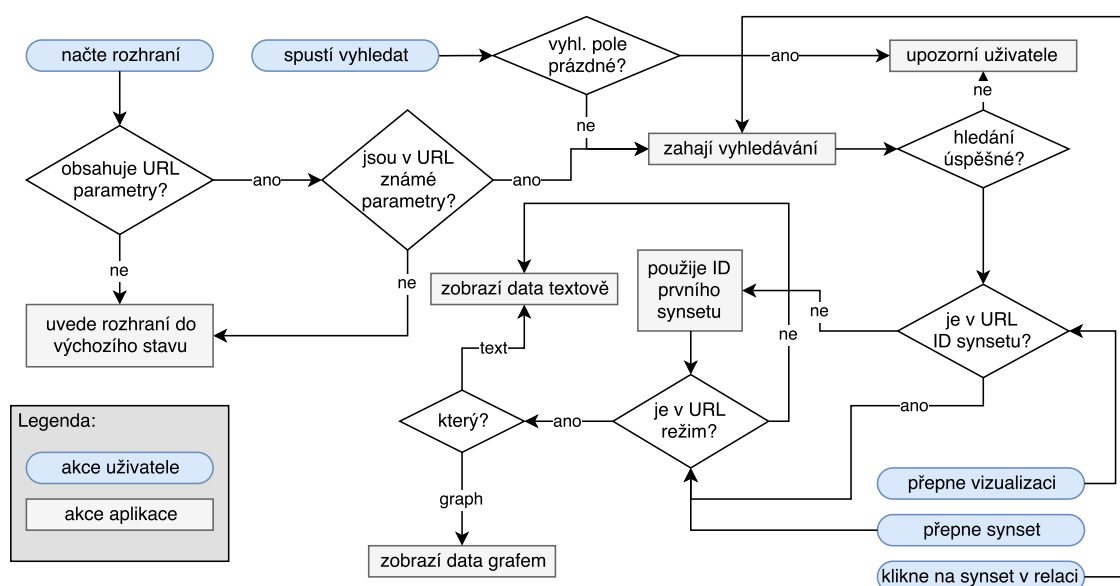 načte rozhraní
spustí vyhledat
vyhl. pole
prázdné?
ano
upozorní uživatele
ne
ne
obsahuje URL
parametry?
ano
jsou v URL
známé
parametry?
ano
zahají vyhledávání
hledání
úspěšné?
ne
ne
uvede rozhraní do
výchozího stavu
zobrazí data textově
použije ID
prvního
synsetu
ne
ne
je v URL
ID synsetu?
text
který?
ano
je v URL
režim?
ano
graph
zobrazí data grafem
Legenda:
akce uživatele
akce aplikace
přepne vizualizaci
přepne synset
klikne na synset v relaci